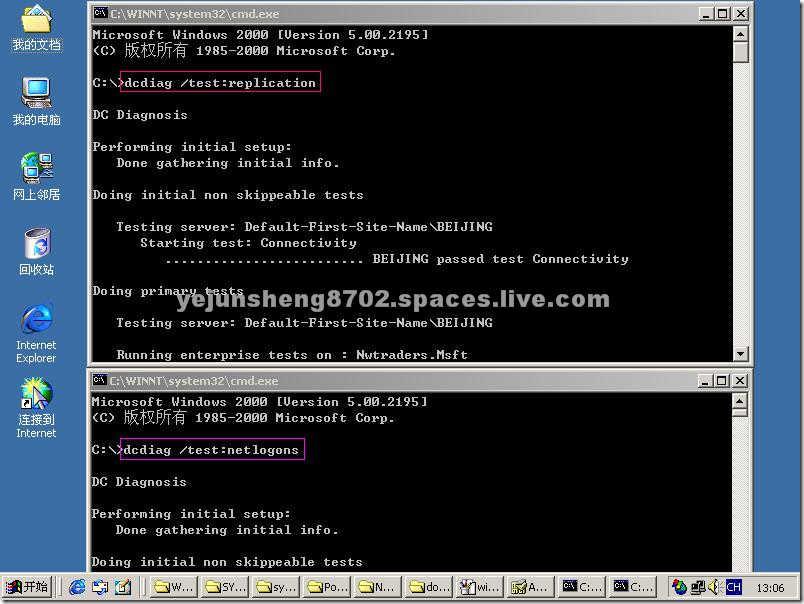 我的文档
我的电脑
网上邻居
回收站
Internet
Explorer
连接到
Internet
C:\WINNT\system32\cmd.exe
Microsoft Windows 2000 [Version 5.00.2195]
(C) 版权所有 1985-2000 Microsoft Corp.
C:\>dcdiag /test:replication
DC Diagnosis
Performing initial setup:
Done gathering initial info.
Doing initial non skippeable tests
Testing server: Default-First-Site-Name\BEIJING
Starting test: Connectivity
......................... BEIJING passed test Connectivity
Doing primary tests
yejunsheng8702.spaces.live.com
Testing server: Default-First-Site-Name\BEIJING
Running enterprise tests on : Nwtraders.Msft
C:\WINNT\system32\cmd.exe
Microsoft Windows 2000 [Version 5.00.2195]
(C) 版权所有 1985-2000 Microsoft Corp.
C:\>dcdiag /test:netlogons
DC Diagnosis
Performing initial setup:
Done gathering initial info.
Doing initial non skippeable tests
开始 W... SY... sy... Po... N... do... wi... A... C:... C:... CH 13:06